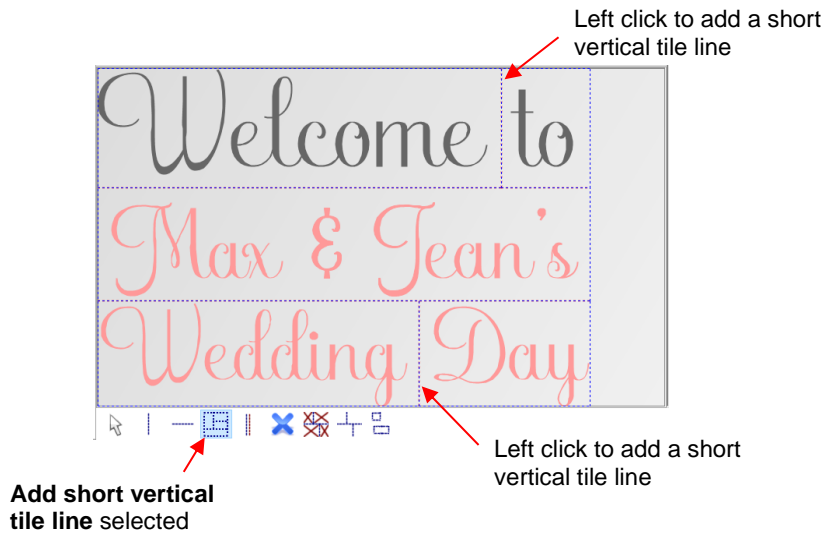 Left click to add a short
vertical tile line
Welcome to
Max & Jean's
Wedding Day
Left click to add a short
vertical tile line
Add short vertical
tile line selected